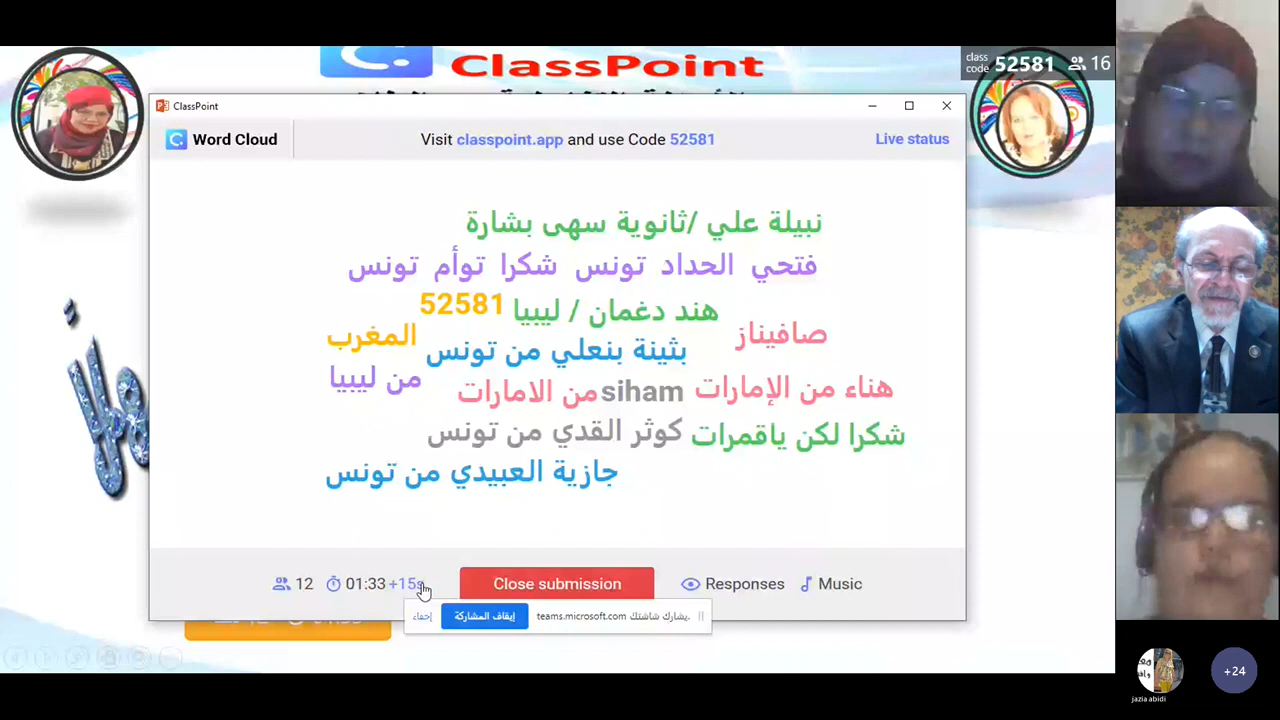 ClassPoint
class code 52581 16
ClassPoint
Word Cloud
Visit classpoint.app and use Code 52581
Live status
نبيلة علي /ثانوية سهى بشارة
فتحي الحداد تونس شكرا توأم تونس
هند دغمان / ليبيا 52581
صافيناز
بثينة بنعلي من تونس
المغرب
هناء من الإمارات
siham
من الامارات
من ليبيا
شكرا لكن ياقمرات
كوثر القدي من تونس
جازية العبيدي من تونس
12 01:33 +15s
Close submission
Responses
Music
teams.microsoft.com يشارك شاشتك.
إيقاف المشاركة
إخفاء
jazia abidi
+24